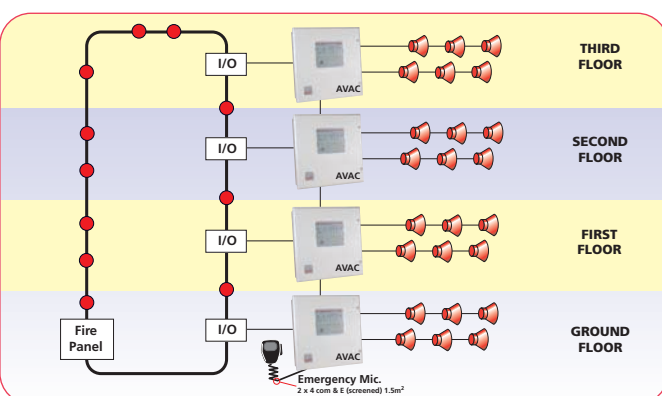 I/O
AVAC
THIRD
FLOOR
I/O
AVAC
SECOND
FLOOR
I/O
AVAC
FIRST
FLOOR
Fire
Panel
I/O
AVAC
GROUND
FLOOR
Emergency Mic.
2 x 4 com & E (screened) 1.5m²